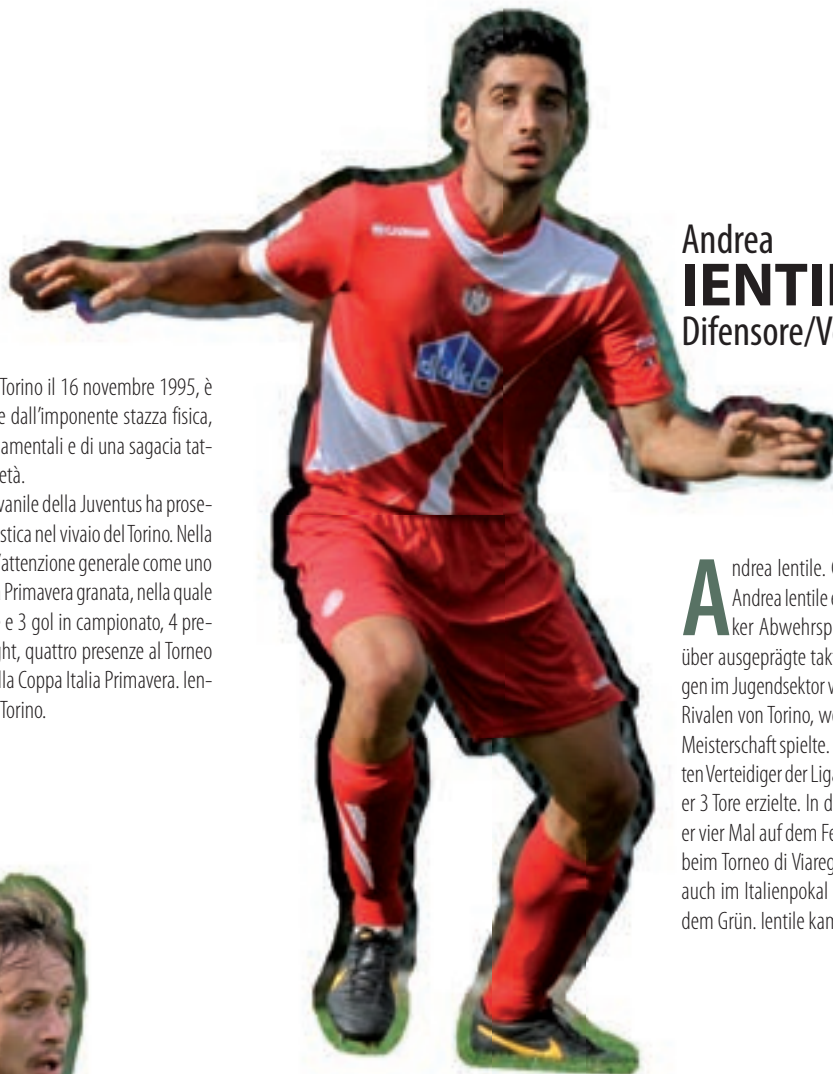 Andrea
IENTIL
Difensore/V
Torino il 16 novembre 1995, è
e dall'imponente stazza fisica,
amentali e di una sagacia tat-
età.
vanile della Juventus ha prose-
stica nel vivaio del Torino. Nella
'attenzione generale come uno
a Primavera granata, nella quale
e 3 gol in campionato, 4 pre-
ght, quattro presenze al Torneo
lla Coppa Italia Primavera. Ien-
Torino.
Andrea Ientile.
Andrea Ientile
ker Abwehrsp
über ausgeprägte tak
gen im Jugendsektor
Rivalen von Torino, w
Meisterschaft spielte.
ten Verteidiger der Liga
er 3 Tore erzielte. In d
er vier Mal auf dem Fe
beim Torneo di Viareg
auch im Italienpokal
dem Grün. Ientile kan
duka